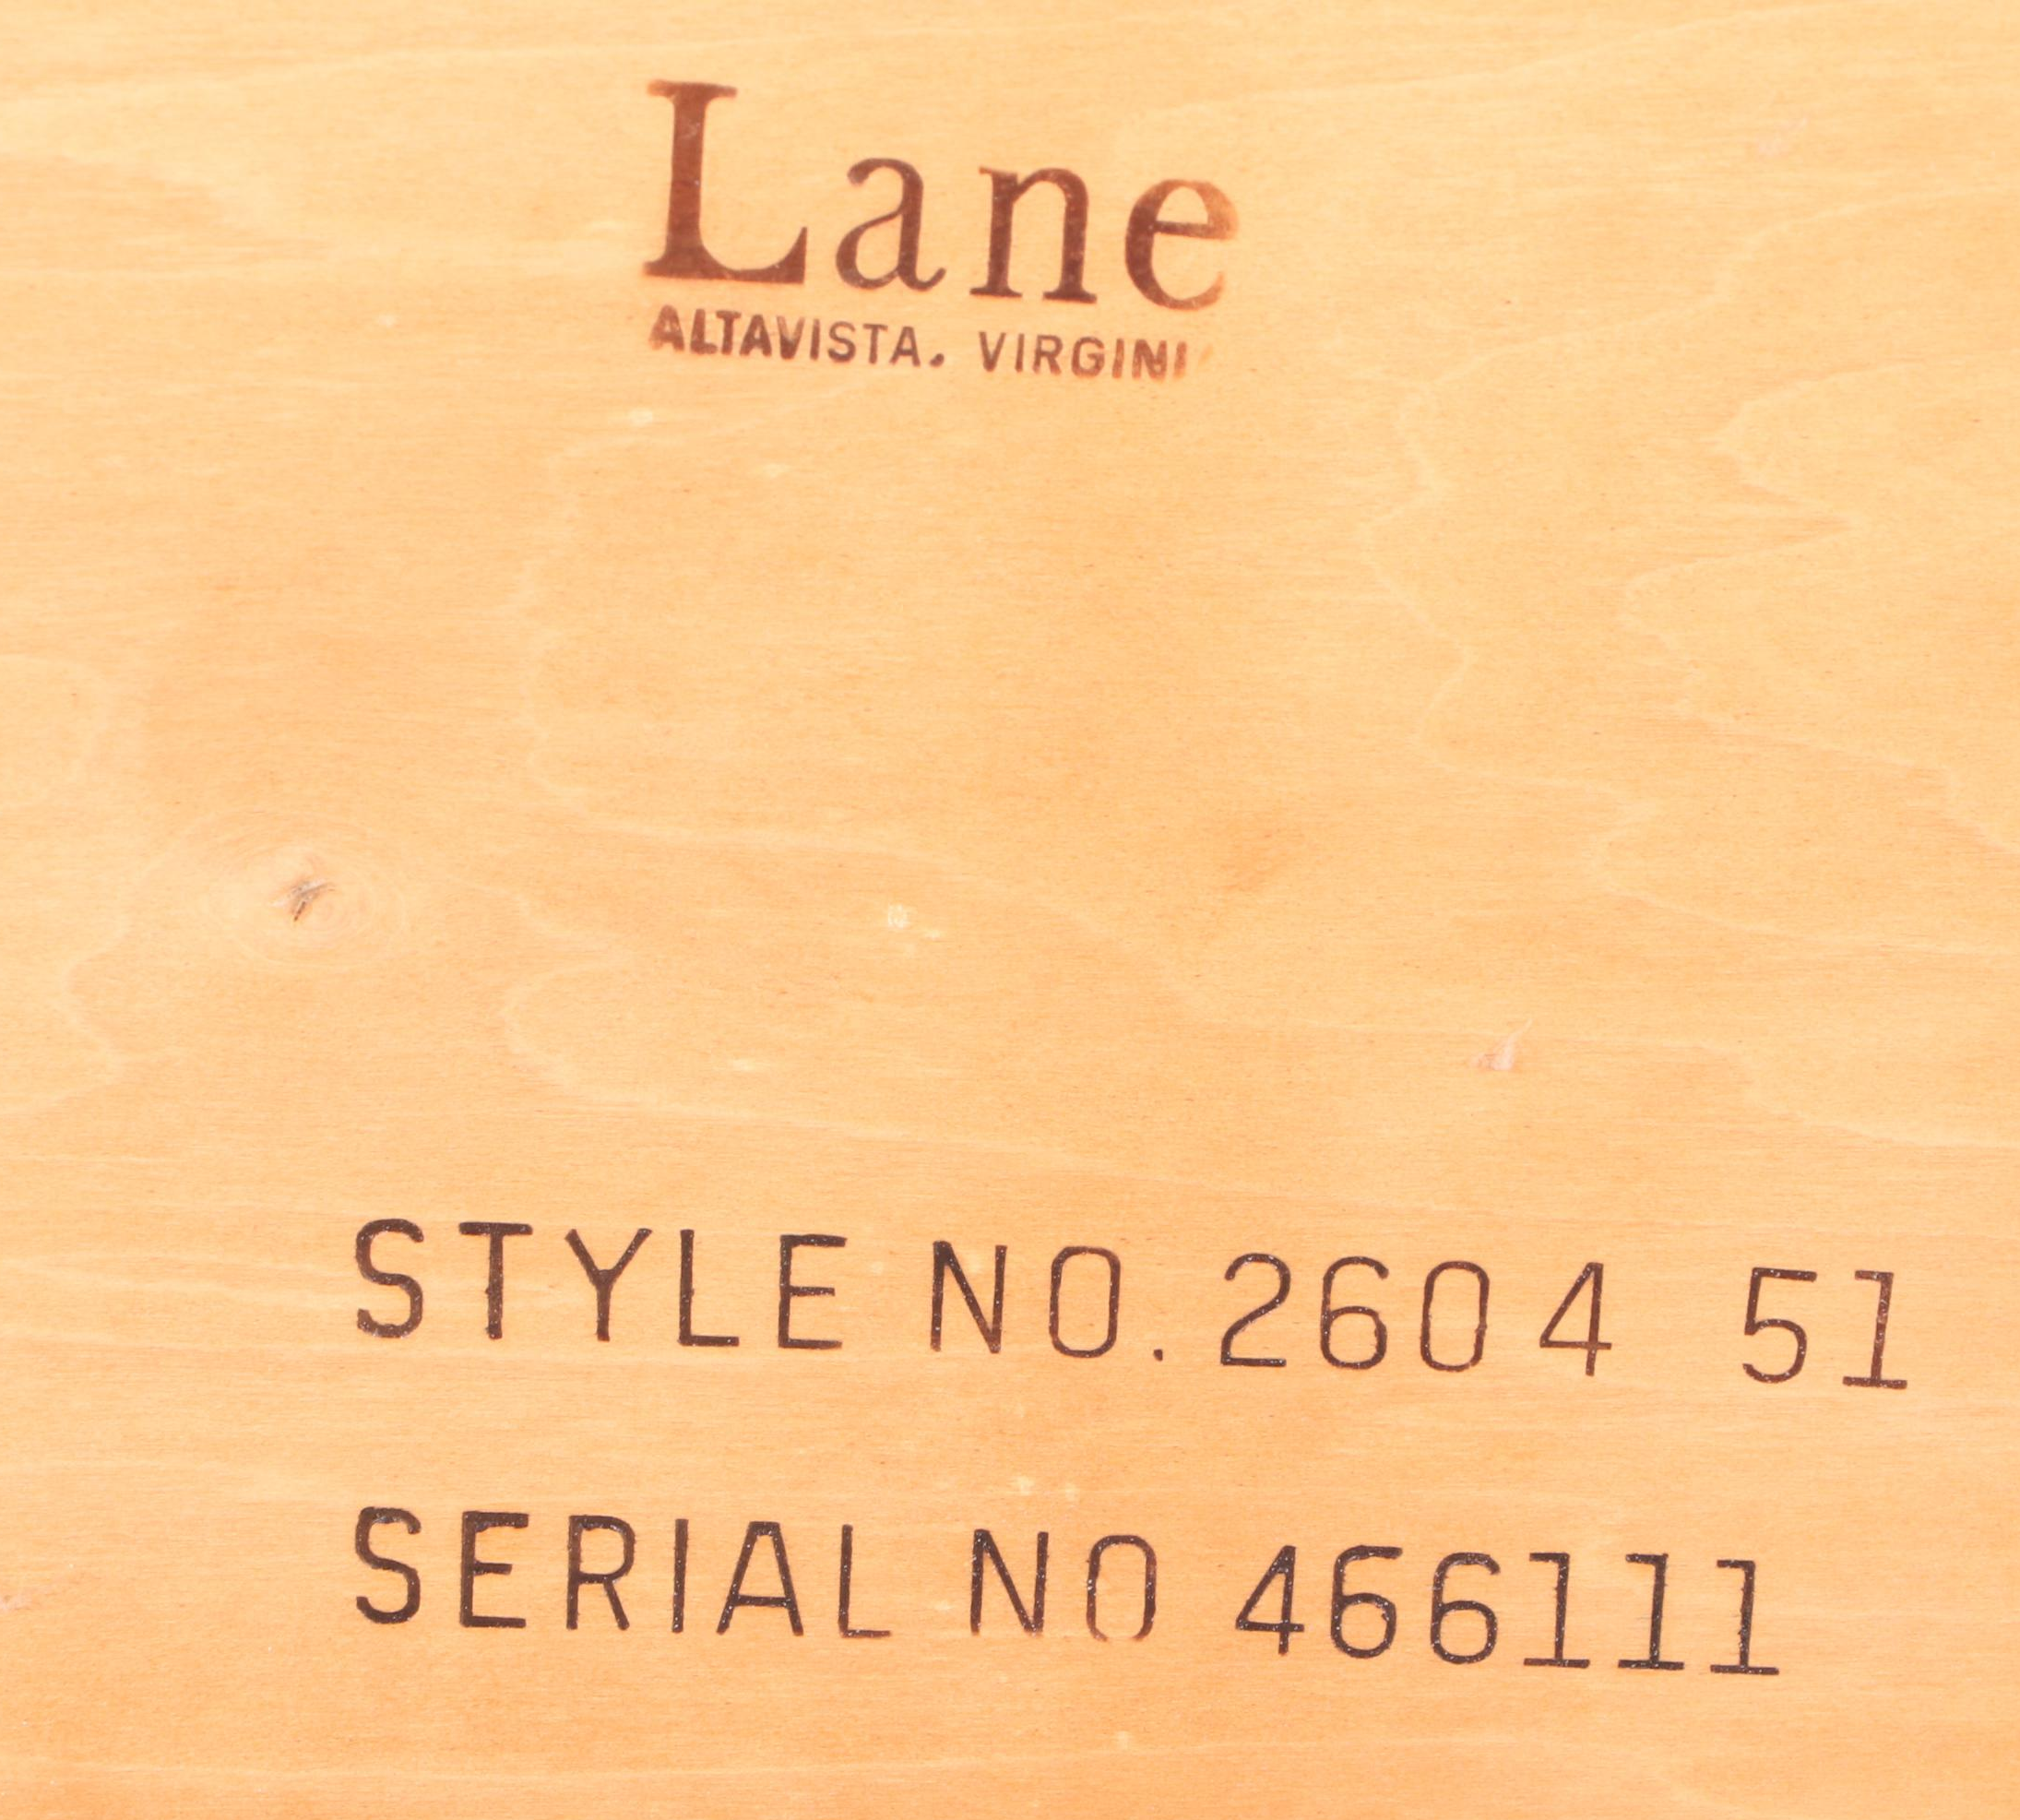 Lane
ALTAVISTA, VIRGINI
STYLE NO. 2604 51
SERIAL NO 466111